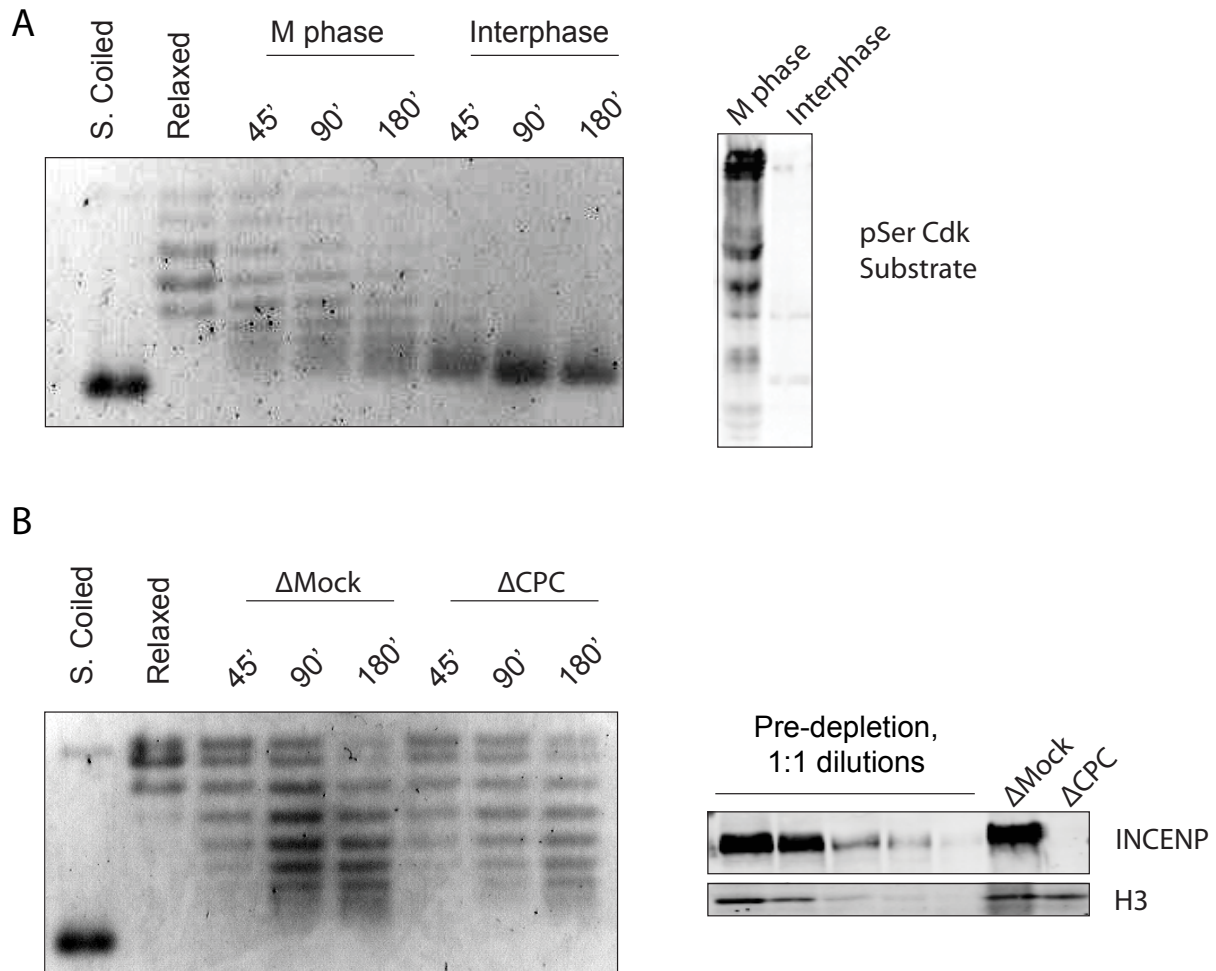 A
S. Coiled
Relaxed
M phase
Interphase
45'
90'
180'
45'
90'
180'
M phase
Interphase
pSer Cdk
Substrate
B
S. Coiled
Relaxed
ΔMock
ΔCPC
45'
90'
180'
45'
90'
180'
Pre-depletion,
1:1 dilutions
ΔMock
ΔCPC
INCENP
H3